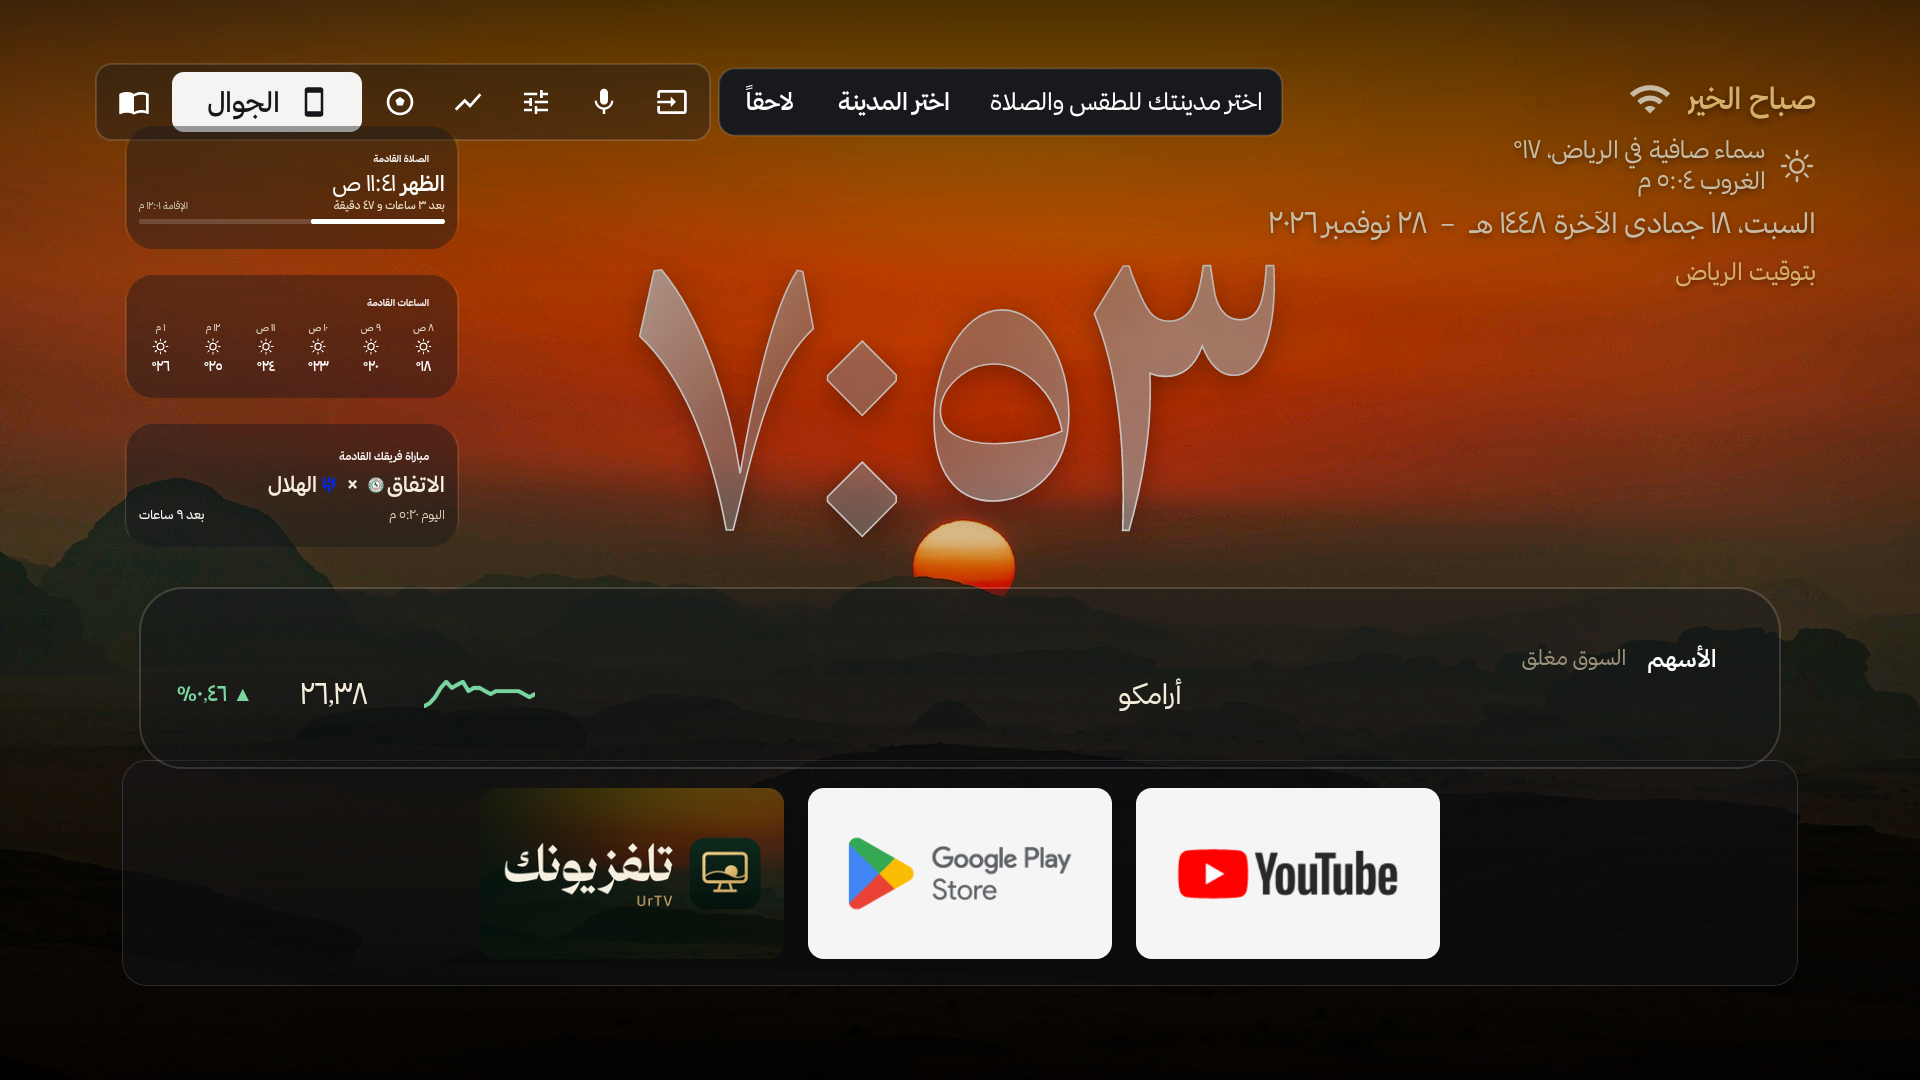 صباح الخير
سماء صافية في الرياض، ١٧°
الغروب ٥:٠٤ م
السبت، ١٨ جمادى الآخرة ١٤٤٨ هـ – ٢٨ نوفمبر ٢٠٢٦
بتوقيت الرياض
اختر مدينتك للطقس والصلاة اختر المدينة لاحقاً
الجوال
٧:٥٣
الصلاة القادمة
الظهر ١١:٤١ ص
بعد ٣ ساعات و ٤٧ دقيقة الإقامة ١٢:٠١ م
الساعات القادمة
٨ ص ٩ ص ١٠ ص ١١ ص ١٢ م ١ م
١٨° ٢٠° ٢٣° ٢٤° ٢٥° ٢٦°
مباراة فريقك القادمة
الاتفاق × الهلال
اليوم ٥:٢٠ م بعد ٩ ساعات
الأسهم السوق مغلق
أرامكو ٢٦,٣٨ ▲ ٠,٤٦%
YouTube
Google Play
Store
تلفزيونك
UrTV